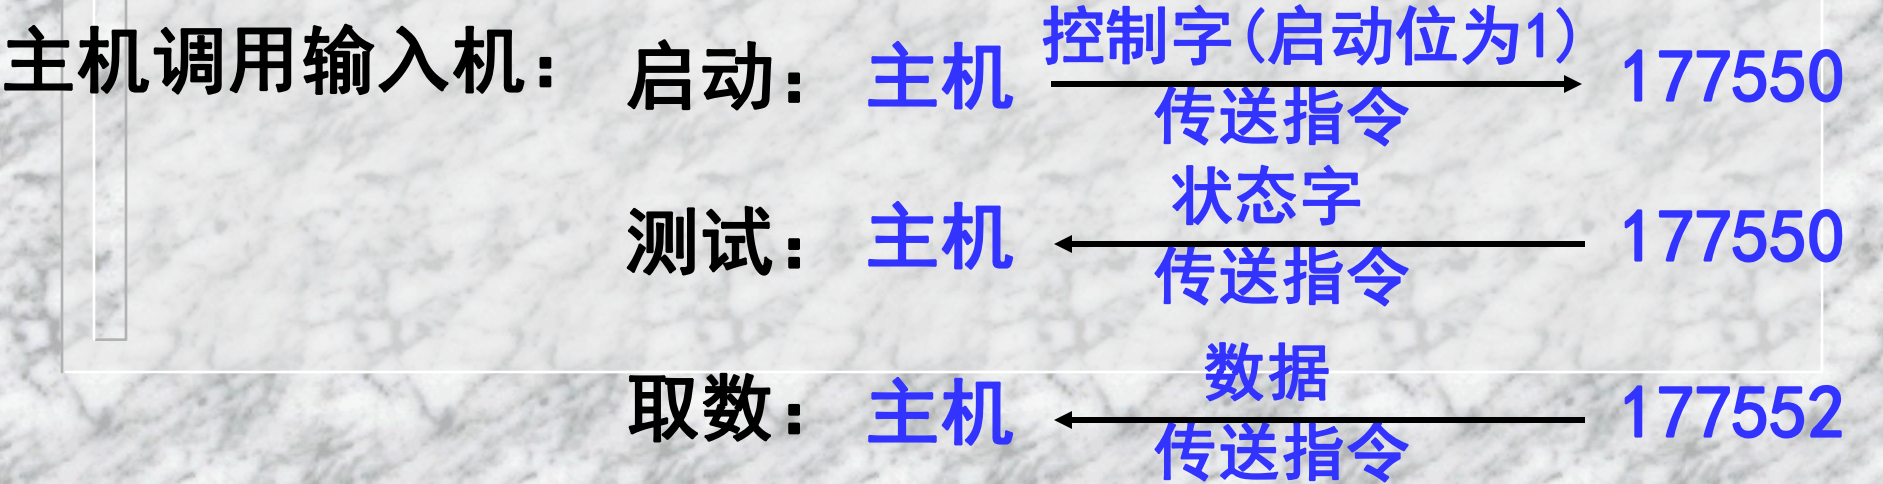 主机调用输入机：
启动： 主机 控制字(启动位为1) 177550
传送指令
状态字
测试： 主机 177550
传送指令
数据
取数： 主机 177552
传送指令